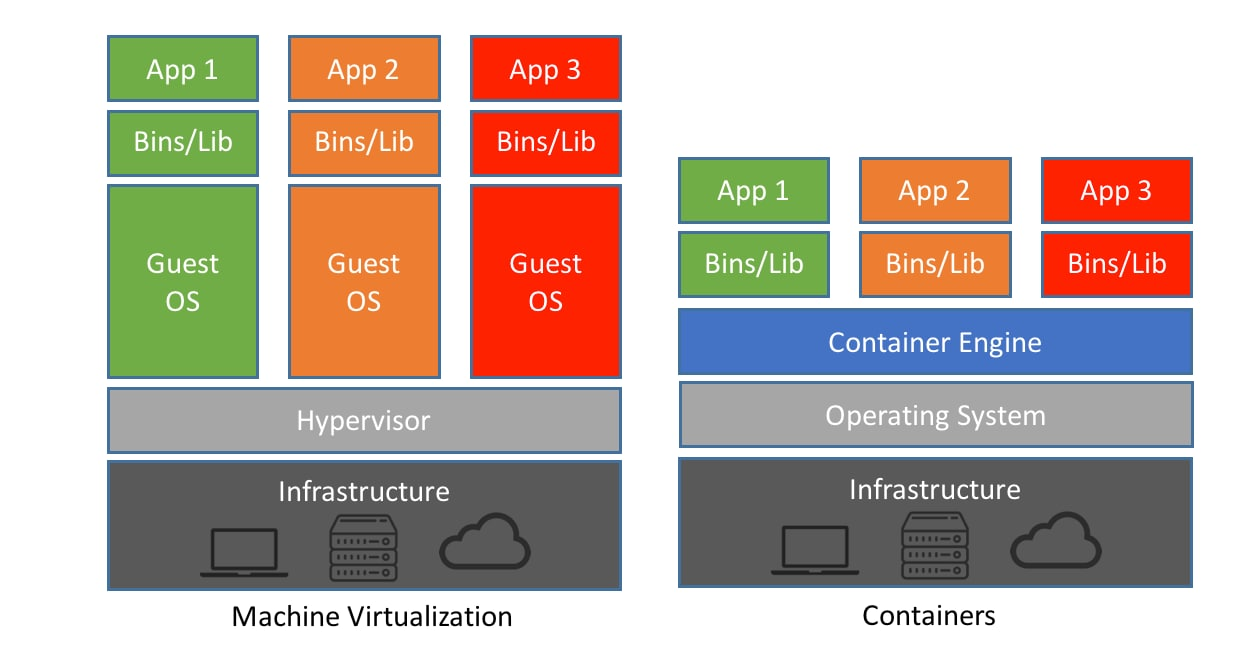 App 1
App 2
App 3
Bins/Lib
Bins/Lib
Bins/Lib
Guest
OS
Guest
OS
Guest
OS
Hypervisor
Infrastructure
Machine Virtualization
App 1
App 2
App 3
Bins/Lib
Bins/Lib
Bins/Lib
Container Engine
Operating System
Infrastructure
Containers